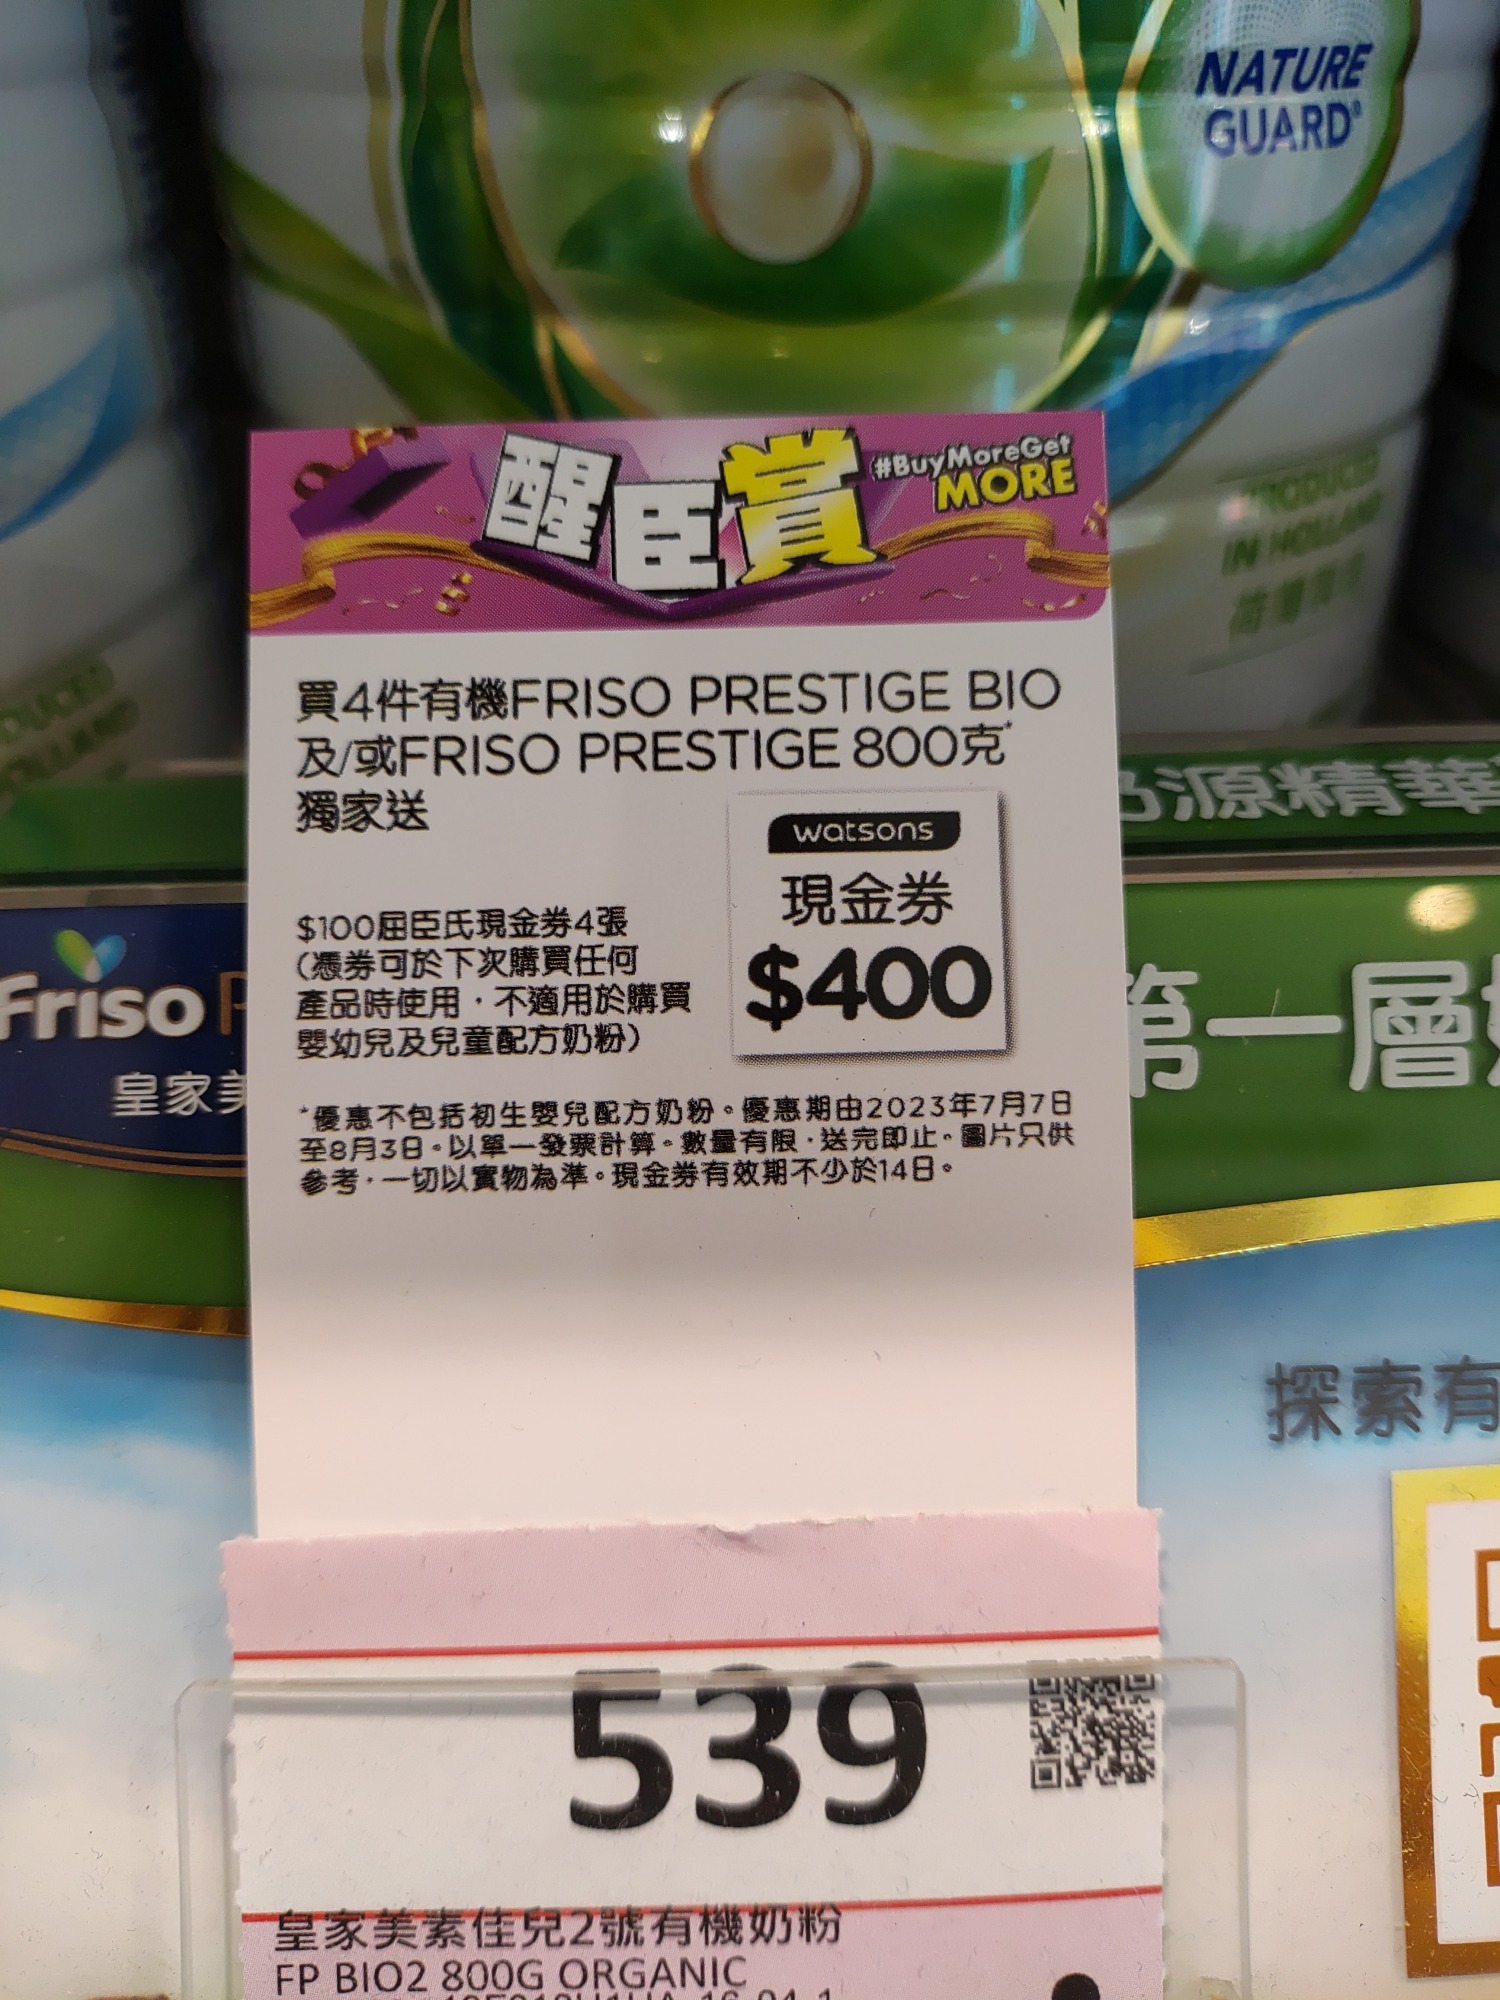 NATURE
GUARD®
PRODUCED
IN HOLLAND
醒臣賞
#BuyMoreGet
MORE
買4件有機FRISO PRESTIGE BIO
及/或FRISO PRESTIGE 800克*
獨家送
watsons
現金券
$400
$100屈臣氏現金券4張
(憑券可於下次購買任何
產品時使用，不適用於購買
嬰幼兒及兒童配方奶粉)
*優惠不包括初生嬰兒配方奶粉。優惠期由2023年7月7日
至8月3日。以單一發票計算。數量有限，送完即止。圖片只供
參考，一切以實物為準。現金券有效期不少於14日。
源精華
Friso
皇家美
第一層
探索有
539
皇家美素佳兒2號有機奶粉
FP BIO2 800G ORGANIC